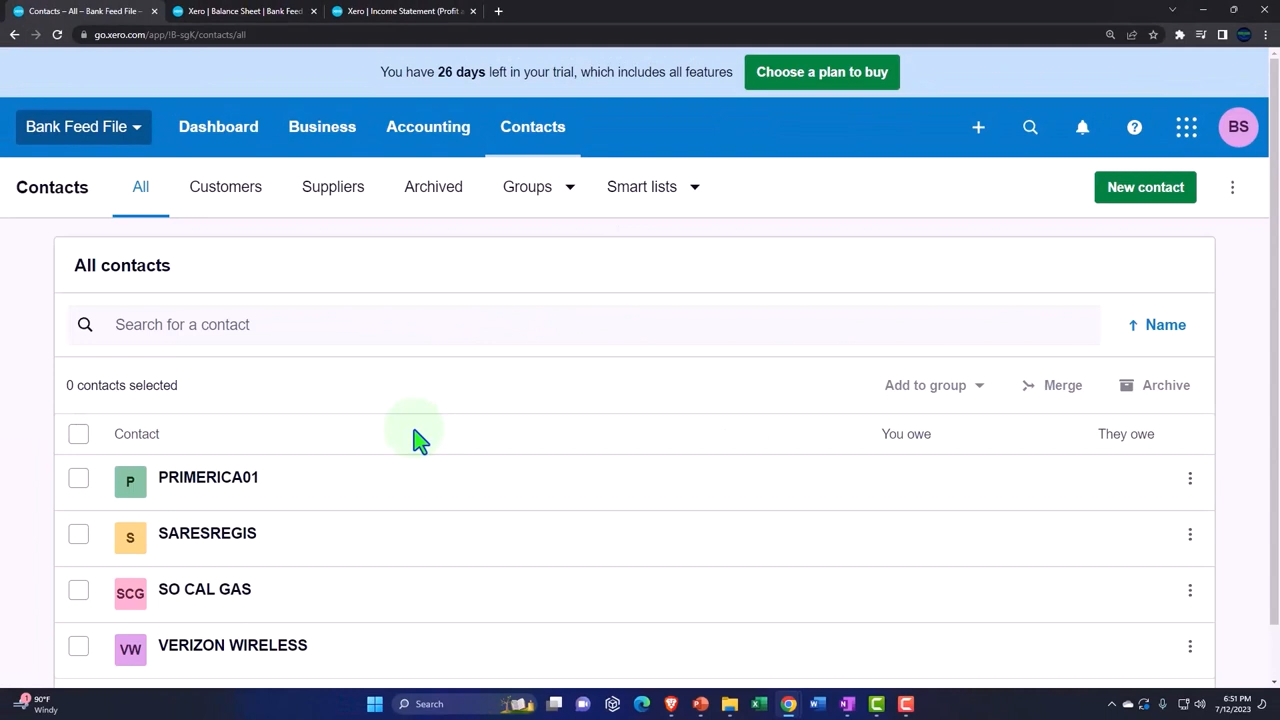 Contacts – All – Bank Feed File –
Xero | Balance Sheet | Bank Feed
Xero | Income Statement (Profit a
go.xero.com/app/!B-sgK/contacts/all
You have 26 days left in your trial, which includes all features
Choose a plan to buy
Bank Feed File
Dashboard
Business
Accounting
Contacts
BS
Contacts
All
Customers
Suppliers
Archived
Groups
Smart lists
New contact
All contacts
Search for a contact
Name
0 contacts selected
Add to group
Merge
Archive
Contact
You owe
They owe
P
PRIMERICA01
S
SARESREGIS
SCG
SO CAL GAS
VW
VERIZON WIRELESS
90°F
Windy
Search
6:51 PM
7/12/2023